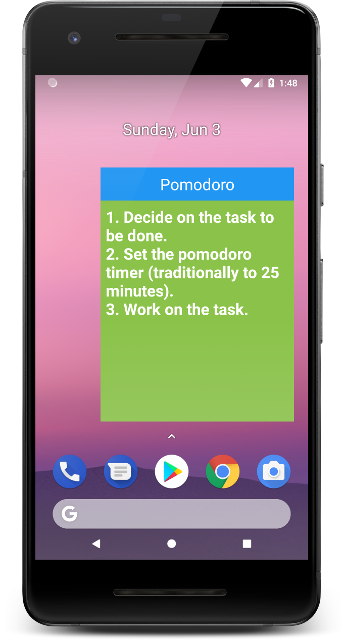 1:48
Sunday, Jun 3
Pomodoro
1. Decide on the task to
be done.
2. Set the pomodoro
timer (traditionally to 25
minutes).
3. Work on the task.
G